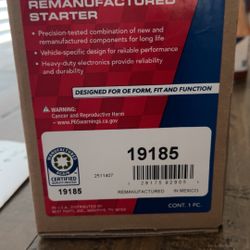 REMANUFACTURED
STARTER
• Precision-tested combination of new and
remanufactured components for long life
• Vehicle-specific design for reliable performance
• Heavy-duty electronics provide reliability
and durability
DESIGNED FOR OE FORM, FIT AND FUNCTION
WARNING:
Cancer and Reproductive Harm
www.P65warnings.ca.gov
REMANUFACTURED
CERTIFIED
19185
19185
2511427
REMANUFACTURED IN MEXICO
CONT. 1 PC.